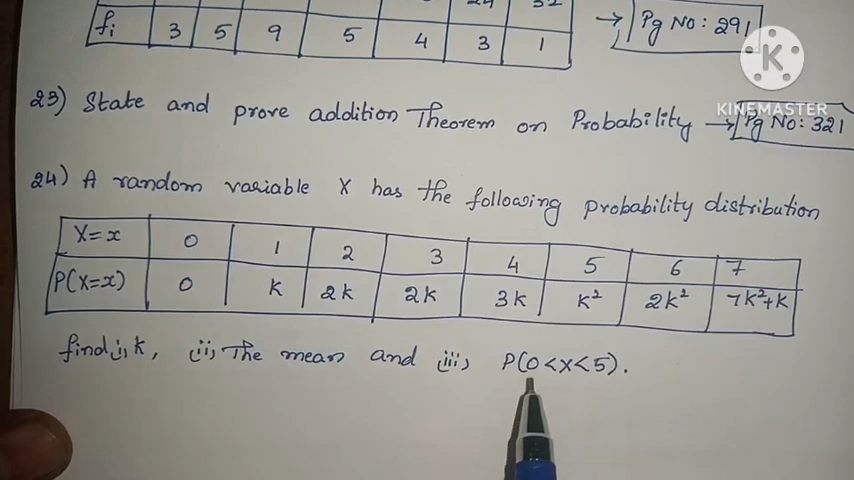 fi 3 5 9 5 4 3 1 → Pg No: 291
KINEMASTER
23) State and prove addition Theorem on Probability → Pg No: 321
24) A random variable X has the following probability distribution
X=x 0 1 2 3 4 5 6 7
P(X=x) 0 k 2k 2k 3k k² 2k² 7k²+k
find i, k, ii, The mean and iii, P(0<x<5).